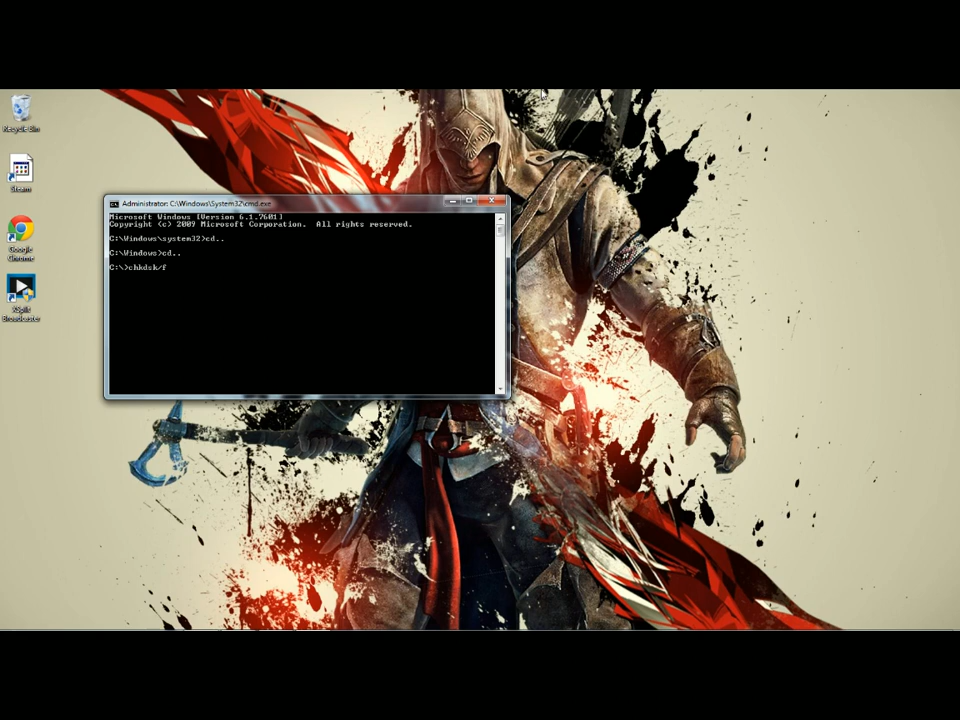 Recycle Bin
Steam
Google
Chrome
XSplit
Broadcaster
Administrator: C:\Windows\System32\cmd.exe
Microsoft Windows [Version 6.1.7601]
Copyright (c) 2009 Microsoft Corporation.  All rights reserved.
C:\Windows\system32>cd..
C:\Windows>cd..
C:\>chkdsk/f